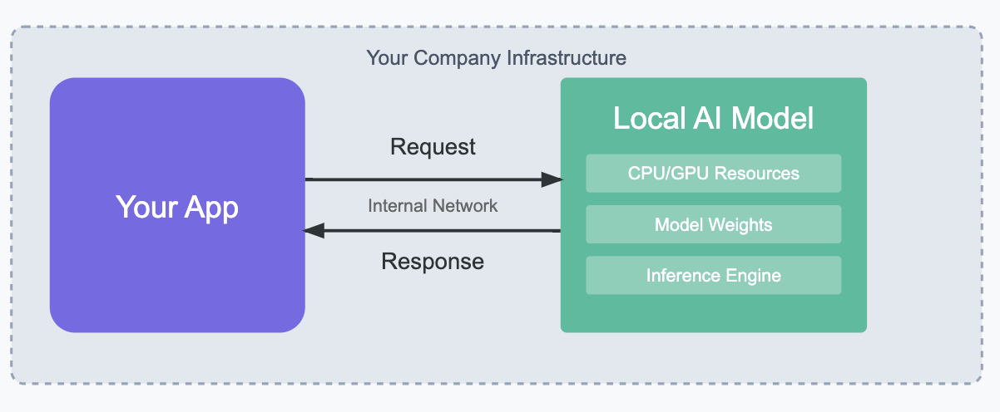 Your Company Infrastructure
Your App
Request
Internal Network
Response
Local AI Model
CPU/GPU Resources
Model Weights
Inference Engine